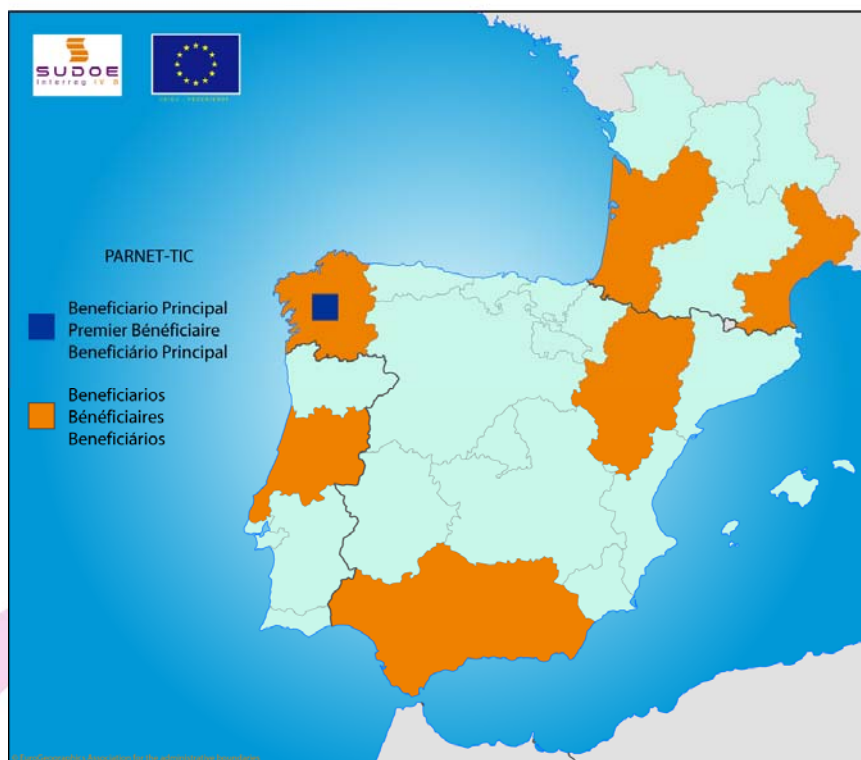 SUDOE
Interreg IV B
PARNET-TIC
Beneficiario Principal
Premier Bénéficiaire
Beneficiário Principal
Beneficiarios
Bénéficiaires
Beneficiários